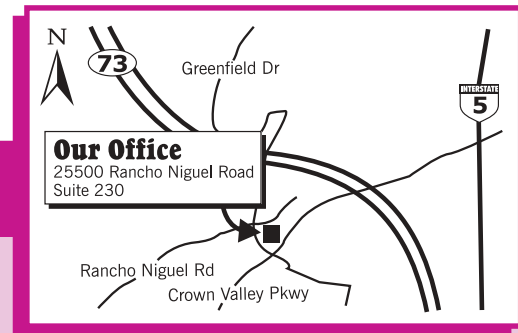 N
73
Greenfield Dr
INTERSTATE
5
Our Office
25500 Rancho Niguel Road
Suite 230
Rancho Niguel Rd
Crown Valley Pkwy